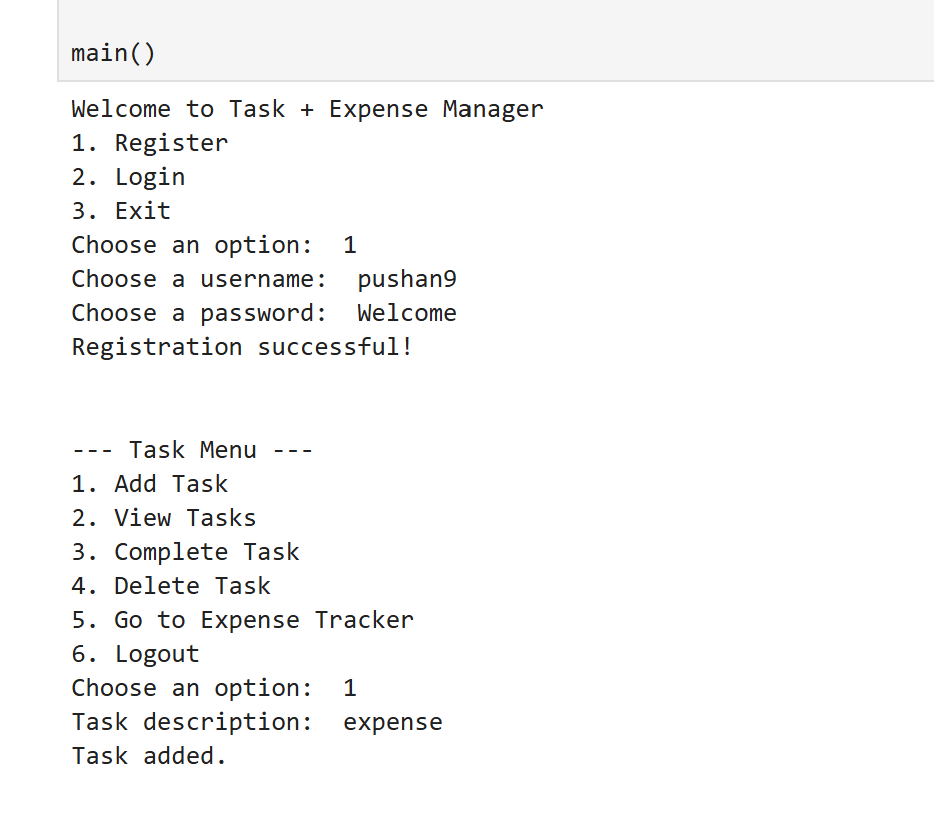 main()
Welcome to Task + Expense Manager
1. Register
2. Login
3. Exit
Choose an option:  1
Choose a username:  pushan9
Choose a password:  Welcome
Registration successful!
--- Task Menu ---
1. Add Task
2. View Tasks
3. Complete Task
4. Delete Task
5. Go to Expense Tracker
6. Logout
Choose an option:  1
Task description:  expense
Task added.